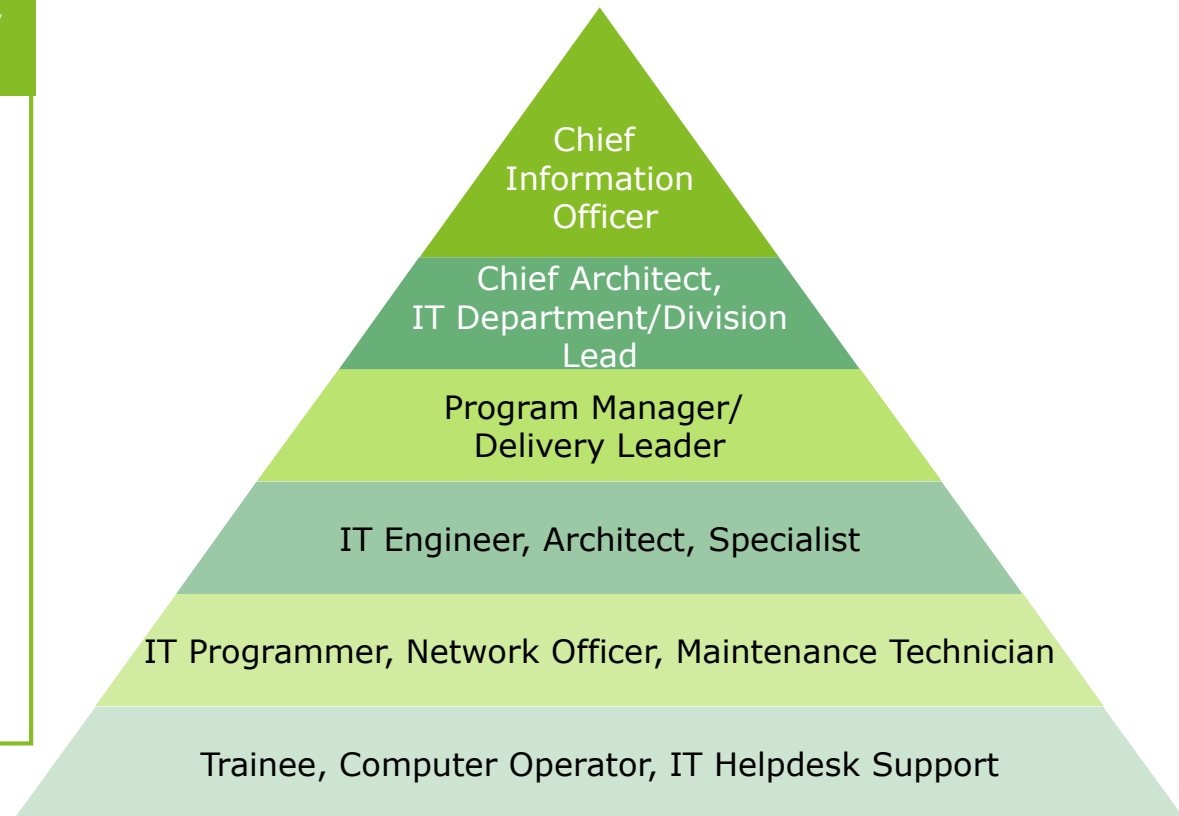 Chief
Information
Officer
Chief Architect,
IT Department/Division
Lead
Program Manager/
Delivery Leader
IT Engineer, Architect, Specialist
IT Programmer, Network Officer, Maintenance Technician
Trainee, Computer Operator, IT Helpdesk Support